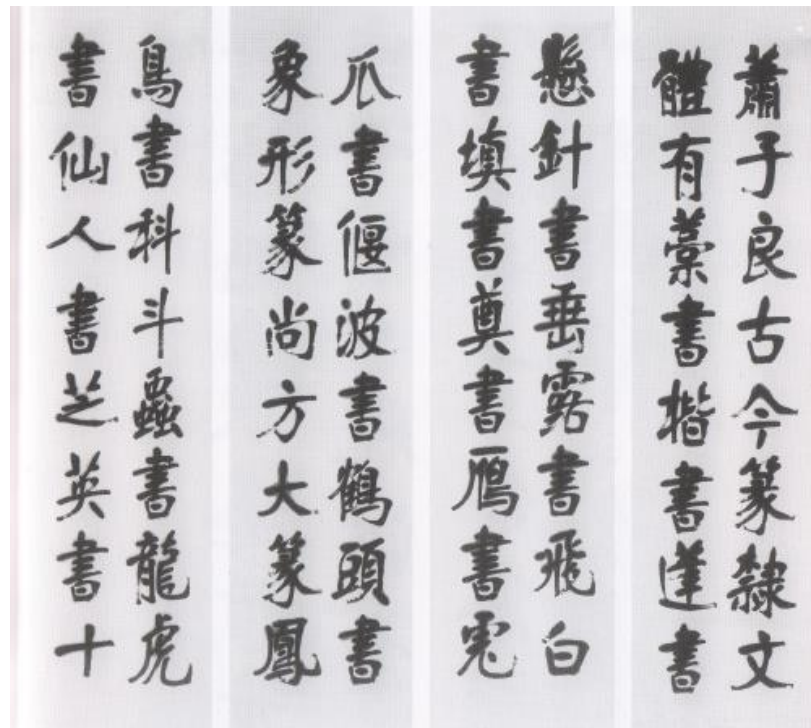 蕭子良古今篆隸文
體有藁書楷書蓬書
懸針書垂露書飛白
書填書奠書鴈書虎
爪書偃波書鶴頭書
象形篆尚方大篆鳳
鳥書科斗蟲書龍虎
書仙人書芝英書十